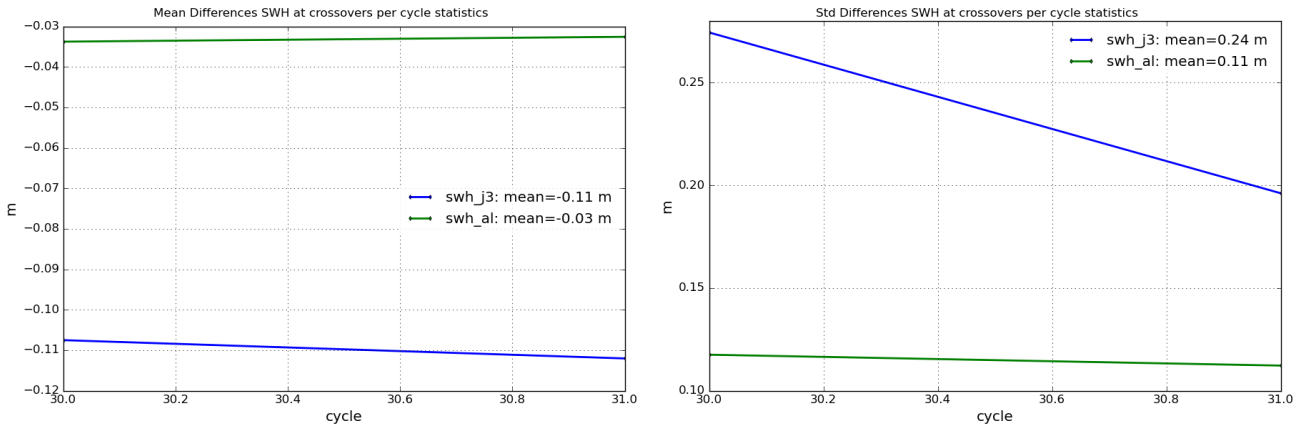 Mean Differences SWH at crossovers per cycle statistics
−0.03
−0.04
−0.05
−0.06
−0.07
−0.08
−0.09
−0.10
−0.11
−0.12
m
swh_j3: mean=-0.11 m
swh_al: mean=-0.03 m
30.0 30.2 30.4 30.6 30.8 31.0
cycle
Std Differences SWH at crossovers per cycle statistics
0.25
0.20
0.15
0.10
m
swh_j3: mean=0.24 m
swh_al: mean=0.11 m
30.0 30.2 30.4 30.6 30.8 31.0
cycle